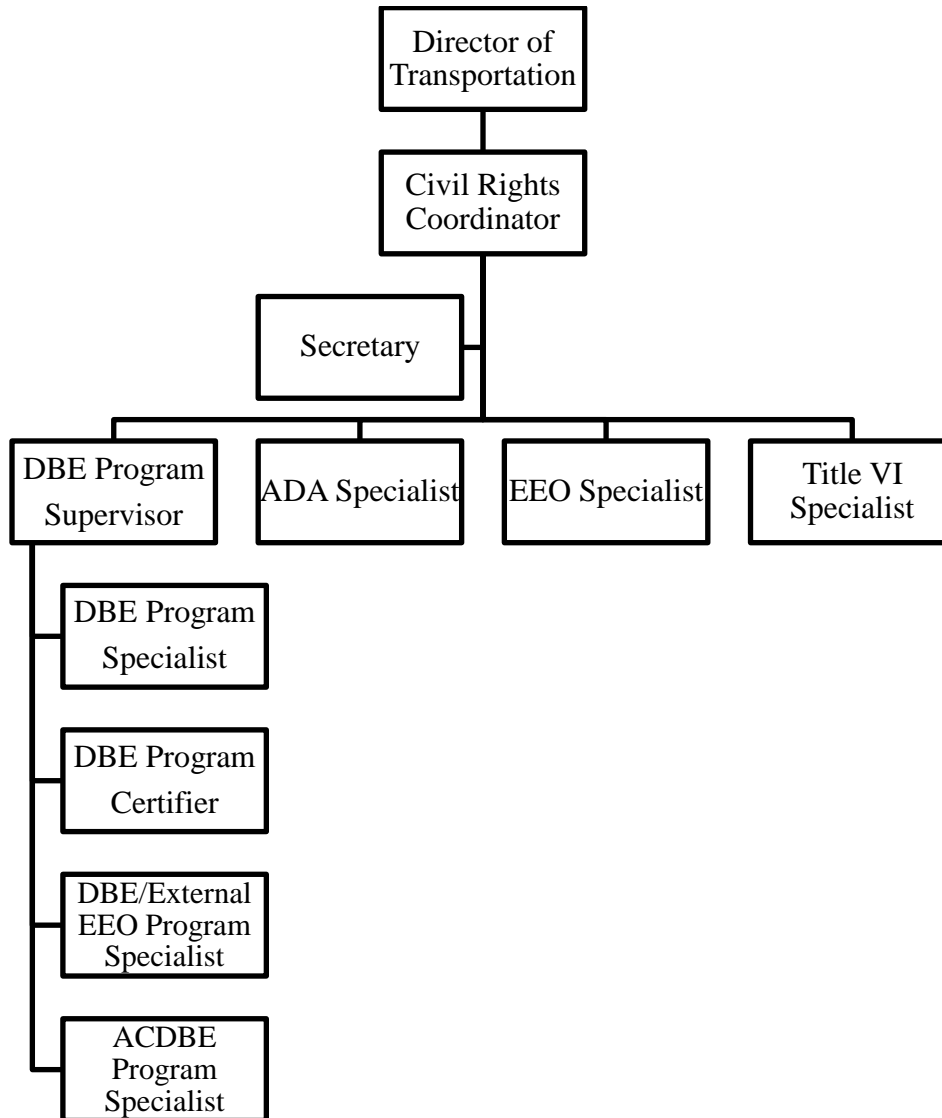 Director of
Transportation
Civil Rights
Coordinator
Secretary
DBE Program
Supervisor
ADA Specialist
EEO Specialist
Title VI
Specialist
DBE Program
Specialist
DBE Program
Certifier
DBE/External
EEO Program
Specialist
ACDBE
Program
Specialist